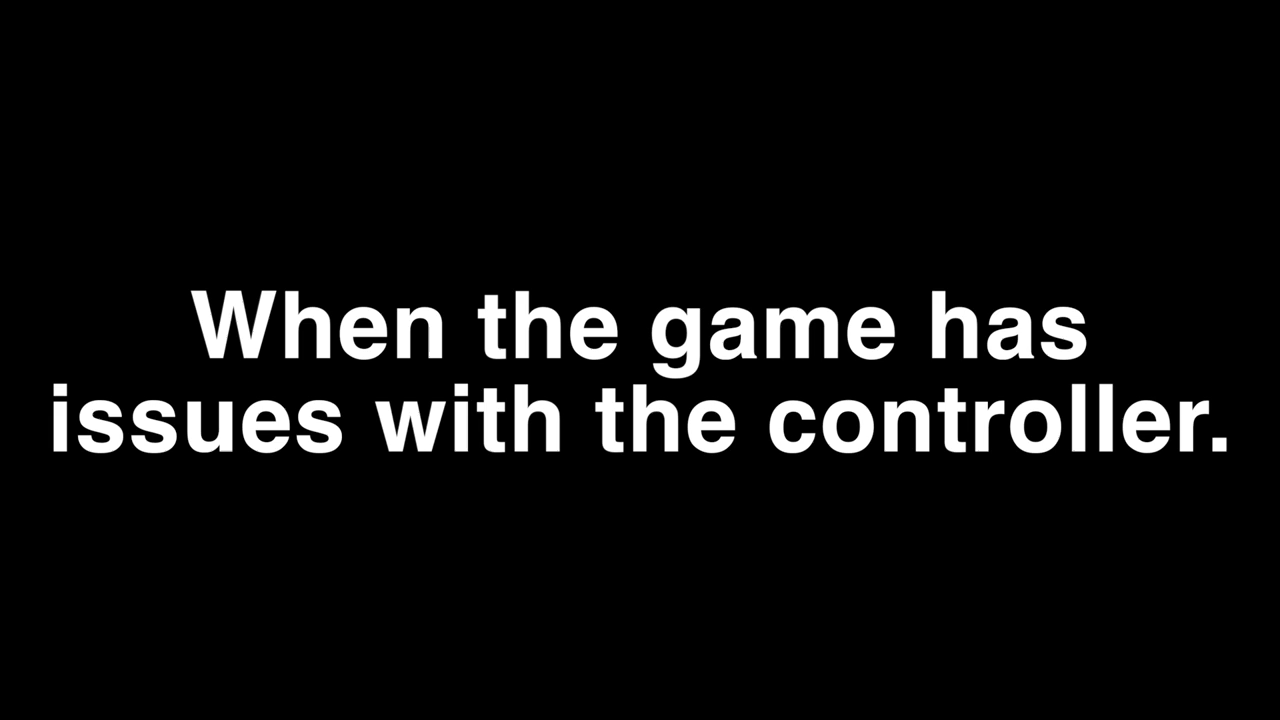 When the game has
issues with the controller.